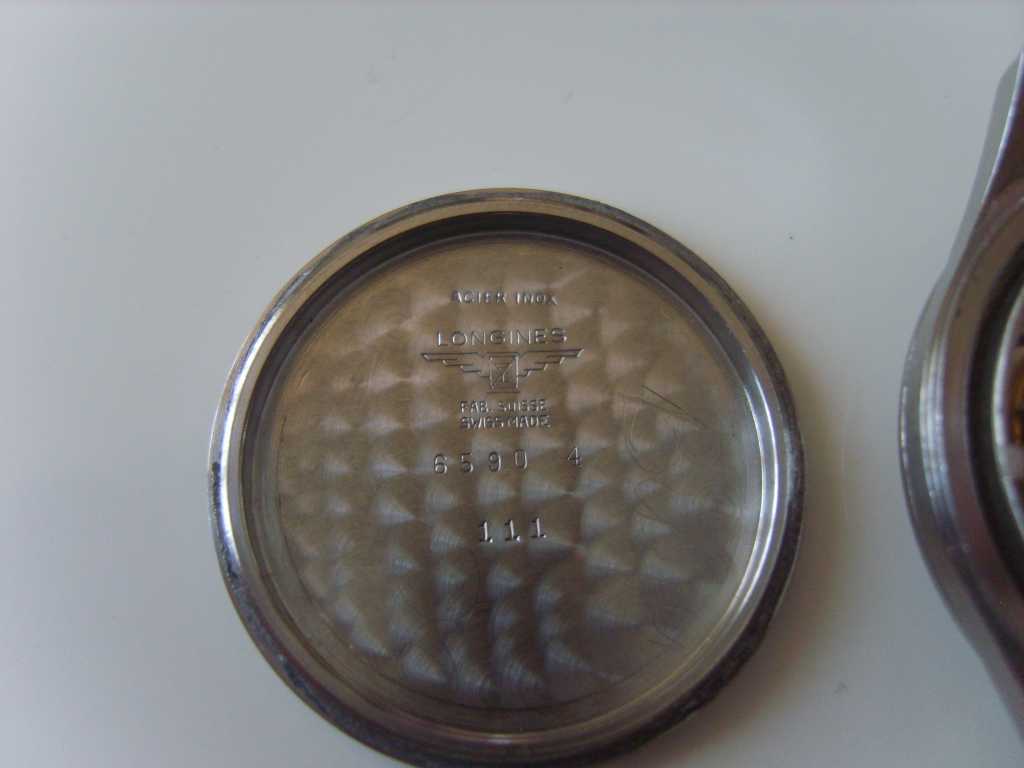 ACIER INOX
LONGINES
FAB. SUISSE
SWISS MADE
6590 4
111